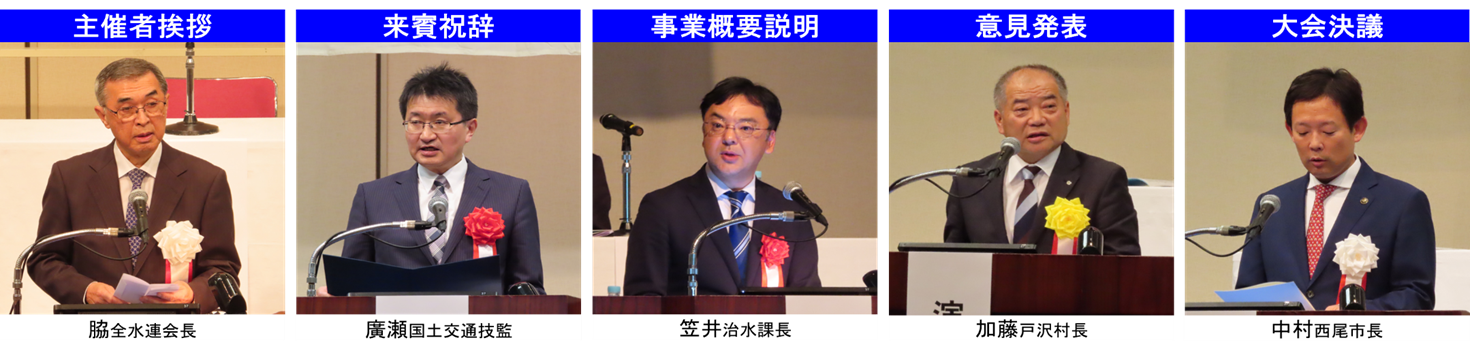 主催者挨拶
来賓祝辞
事業概要説明
意見発表
大会決議
演
脇全水連会長
廣瀬国土交通技監
笠井治水課長
加藤戸沢村長
中村西尾市長